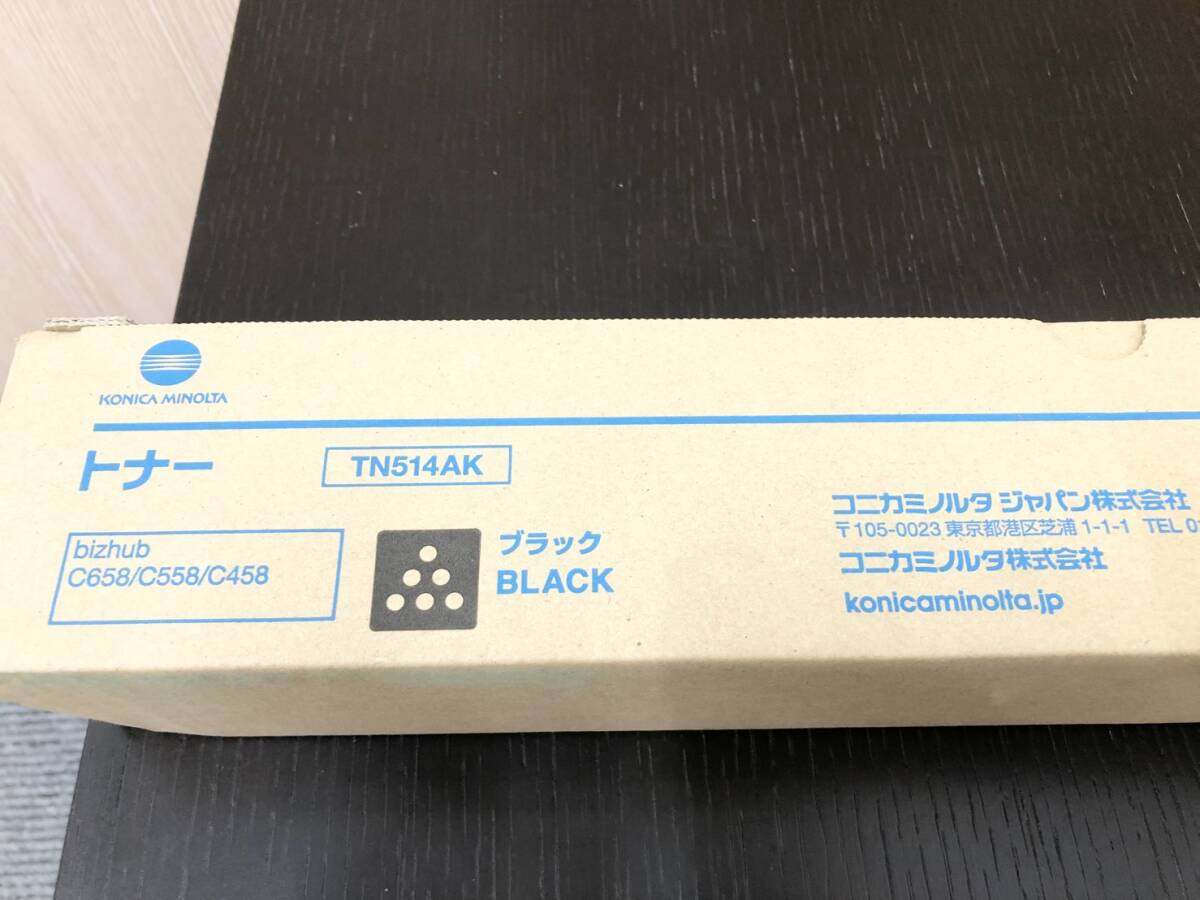 KONICA MINOLTA
トナー
TN514AK
bizhub
C658/C558/C458
ブラック
BLACK
コニカミノルタ ジャパン株式会社
〒105-0023 東京都港区芝浦 1-1-1 TEL
コニカミノルタ株式会社
konicaminolta.jp